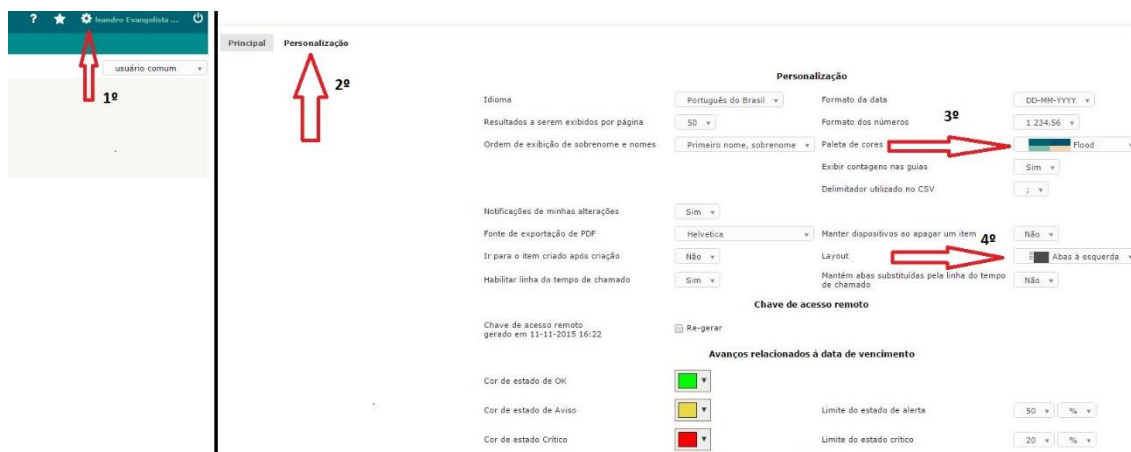 ? leandro Evangelista ...
usuário comum
1º
Principal Personalização
2º
Personalização
Idioma Português do Brasil Formato da data DD-MM-YYYY
Resultados a serem exibidos por página 50 Formato dos números 3º 1 234.56
Ordem de exibição de sobrenome e nomes Primeiro nome, sobrenome Paleta de cores Flood
Exibir contagens nas guias Sim
Delimitador utilizado no CSV ;
Notificações de minhas alterações Sim
Fonte de exportação de PDF Helvetica Manter dispositivos ao apagar um item 4º Não
Ir para o item criado após criação Não Layout Abas à esquerda
Habilitar linha do tempo de chamado Sim Mantém abas substituídas pela linha do tempo
de chamado Não
Chave de acesso remoto
Chave de acesso remoto
gerado em 11-11-2015 16:22 Re-gerar
Avanços relacionados à data de vencimento
Cor de estado de OK
Cor de estado de Aviso Limite do estado de alerta 50 %
Cor de estado Crítico Limite do estado crítico 20 %